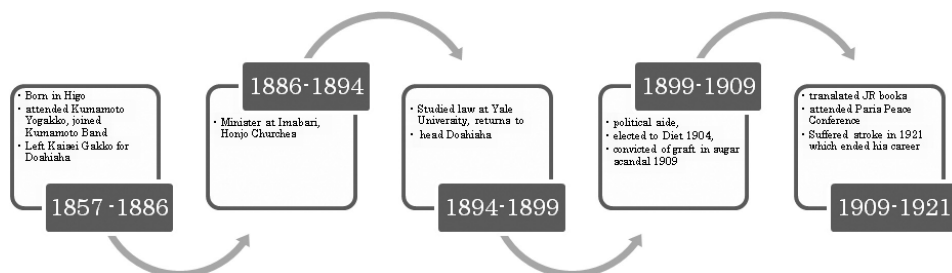 • Born in Higo
• attended Kumamoto
Yogakko, joined
Kumamoto Band
• Left Kaisei Gakko for
Doshisha
1857 -1886
1886-1894
• Minister at Imabari,
Honjo Churches
• Studied law at Yale
University, returns to
• head Doshisha
1894-1899
1899-1909
• political aide,
• elected to Diet 1904,
• convicted of graft in sugar
scandal 1909
• translated JR books
• attended Paris Peace
Conference
• Suffered stroke in 1921
which ended his career
1909-1921